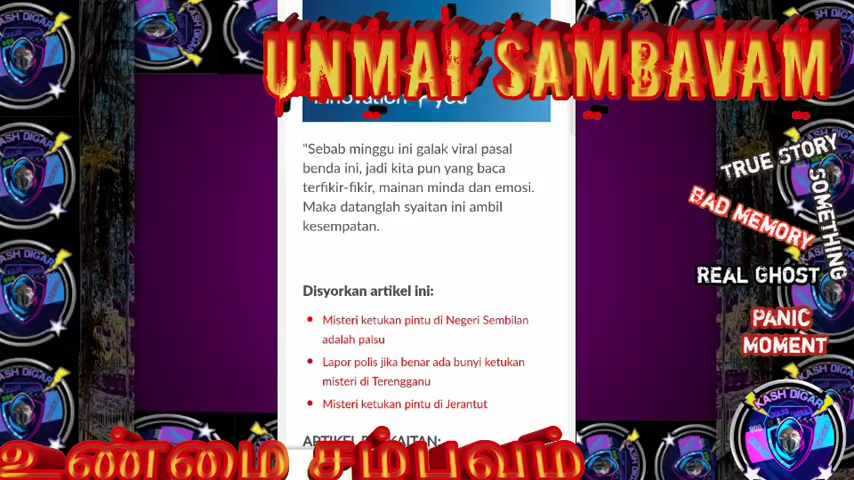 UNMAI SAMBAVAM
"Sebab minggu ini galak viral pasal
benda ini, jadi kita pun yang baca
terfikir-fikir, mainan minda dan emosi.
Maka datanglah syaitan ini ambil
kesempatan.
Disyorkan artikel ini:
Misteri ketukan pintu di Negeri Sembilan
adalah palsu
Lapor polis jika benar ada bunyi ketukan
misteri di Terengganu
Misteri ketukan pintu di Jerantut
TRUE STORY
SOMETHING
BAD MEMORY
REAL GHOST
PANIC
MOMENT
KASH DIGAR
உண்மை சம்பவம்